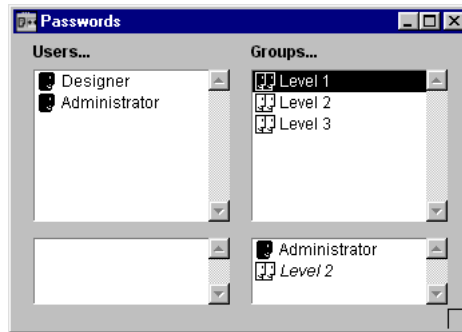 Passwords
Users...
Designer
Administrator
Groups...
Level 1
Level 2
Level 3
Administrator
Level 2